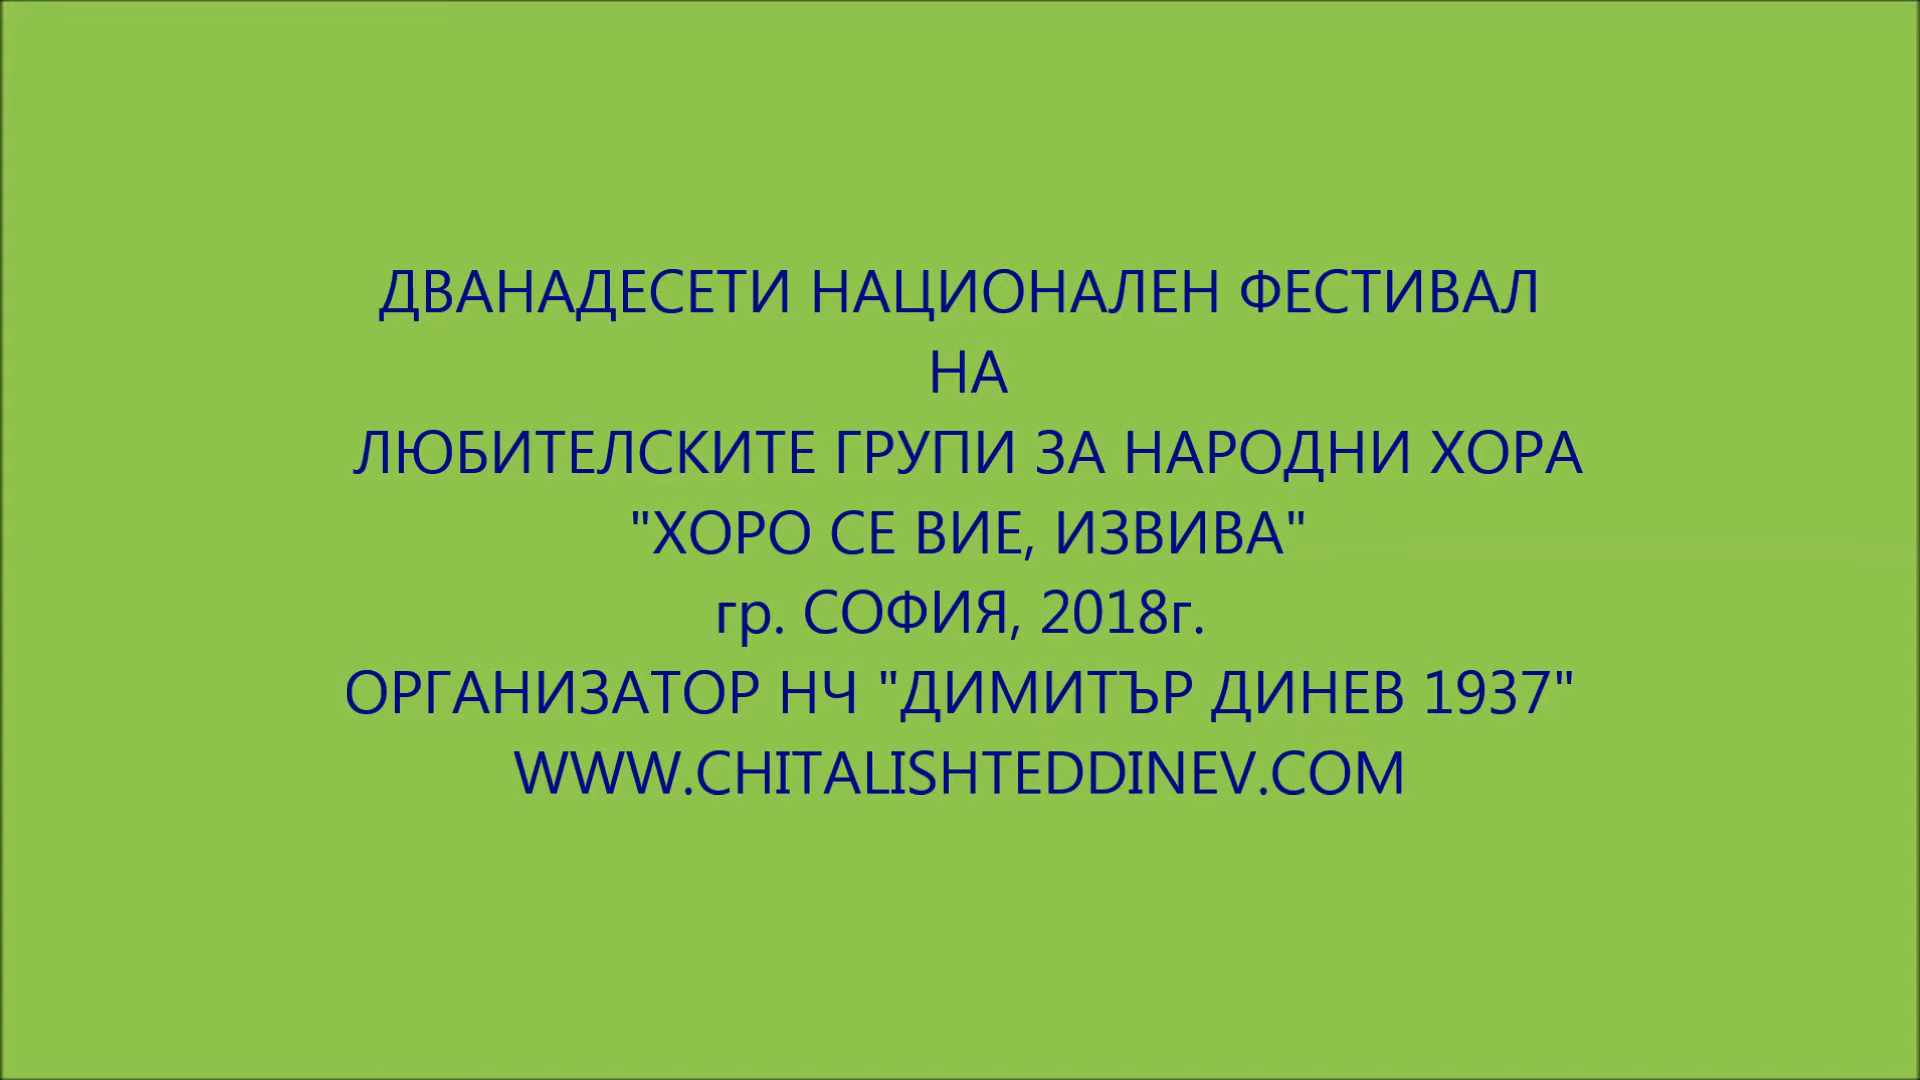 ДВАНАДЕСЕТИ НАЦИОНАЛЕН ФЕСТИВАЛ
НА
ЛЮБИТЕЛСКИТЕ ГРУПИ ЗА НАРОДНИ ХОРА
"ХОРО СЕ ВИЕ, ИЗВИВА"
гр. СОФИЯ, 2018г.
ОРГАНИЗАТОР НЧ "ДИМИТЪР ДИНЕВ 1937"
WWW.CHITALISHTEDDINEV.COM